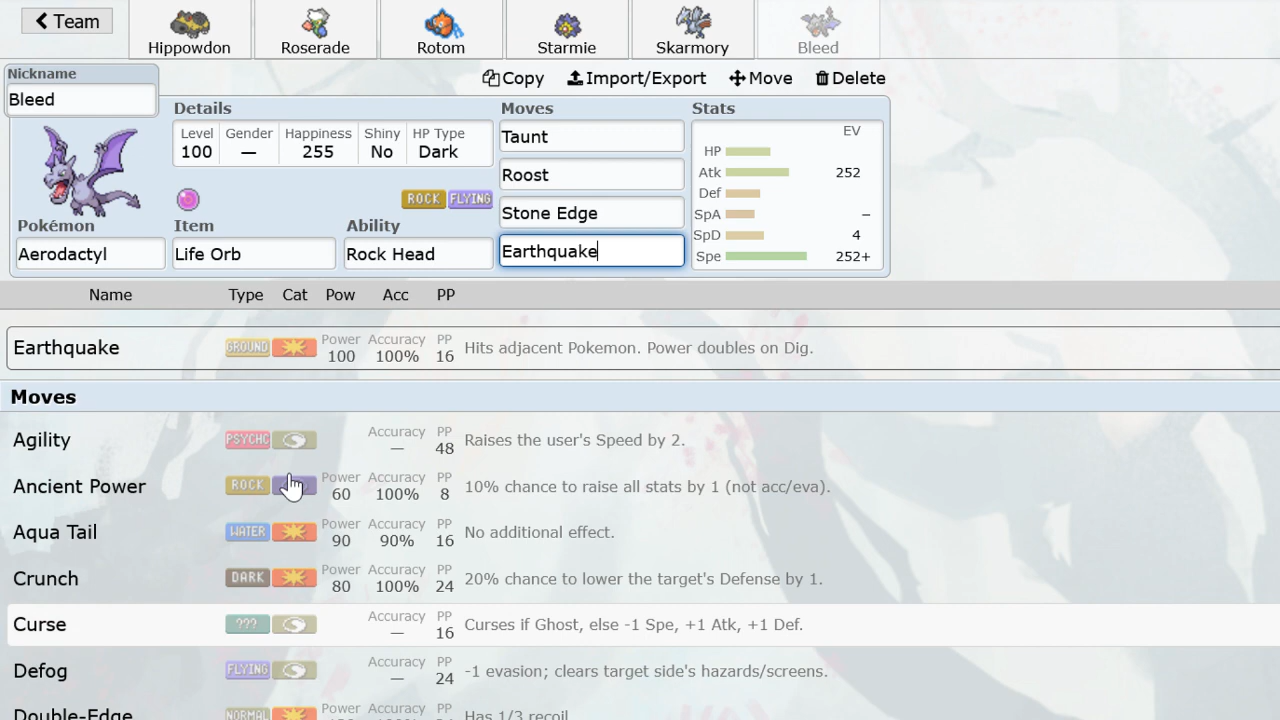 Team
Hippowdon
Roserade
Rotom
Starmie
Skarmory
Bleed
Nickname
Bleed
Copy Import/Export Move Delete
Details
Level Gender Happiness Shiny HP Type
100 — 255 No Dark
ROCK FLYING
Pokémon Item Ability
Aerodactyl Life Orb Rock Head
Moves
Taunt
Roost
Stone Edge
Earthquake
Stats
EV
HP
Atk 252
Def
SpA –
SpD 4
Spe 252+
Name Type Cat Pow Acc PP
Earthquake GROUND Power 100 Accuracy 100% PP 16 Hits adjacent Pokemon. Power doubles on Dig.
Moves
Agility PSYCHC Accuracy — PP 48 Raises the user's Speed by 2.
Ancient Power ROCK Power 60 Accuracy 100% PP 8 10% chance to raise all stats by 1 (not acc/eva).
Aqua Tail WATER Power 90 Accuracy 90% PP 16 No additional effect.
Crunch DARK Power 80 Accuracy 100% PP 24 20% chance to lower the target's Defense by 1.
Curse ??? Accuracy — PP 16 Curses if Ghost, else -1 Spe, +1 Atk, +1 Def.
Defog FLYING Accuracy — PP 24 -1 evasion; clears target side's hazards/screens.
Double-Edge NORMAL Power Accuracy PP Has 1/3 recoil.